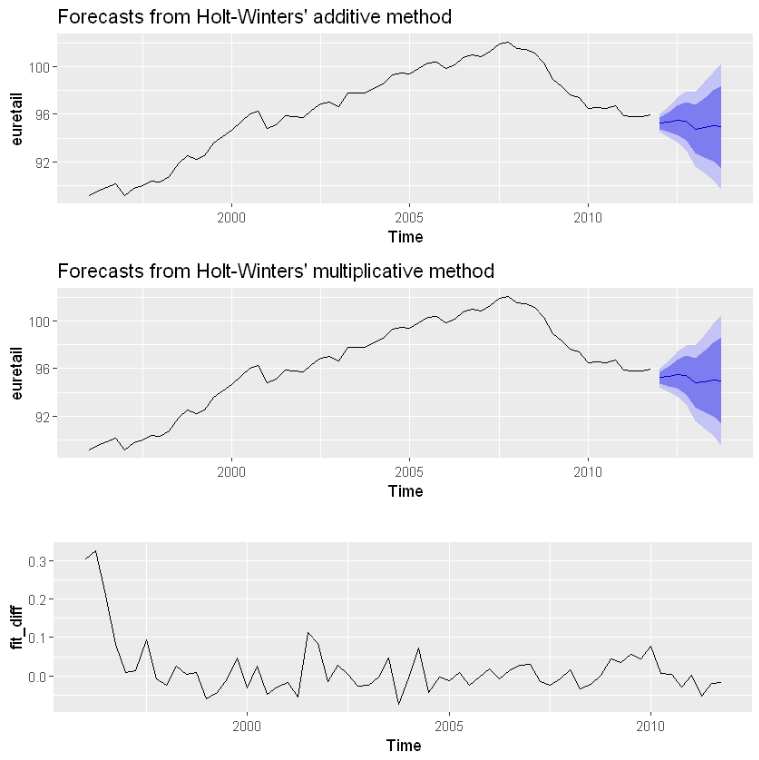 Forecasts from Holt-Winters' additive method
100
96
92
euretail
2000
2005
2010
Time
Forecasts from Holt-Winters' multiplicative method
100
96
92
euretail
2000
2005
2010
Time
0.3
0.2
0.1
0.0
fit_diff
2000
2005
2010
Time